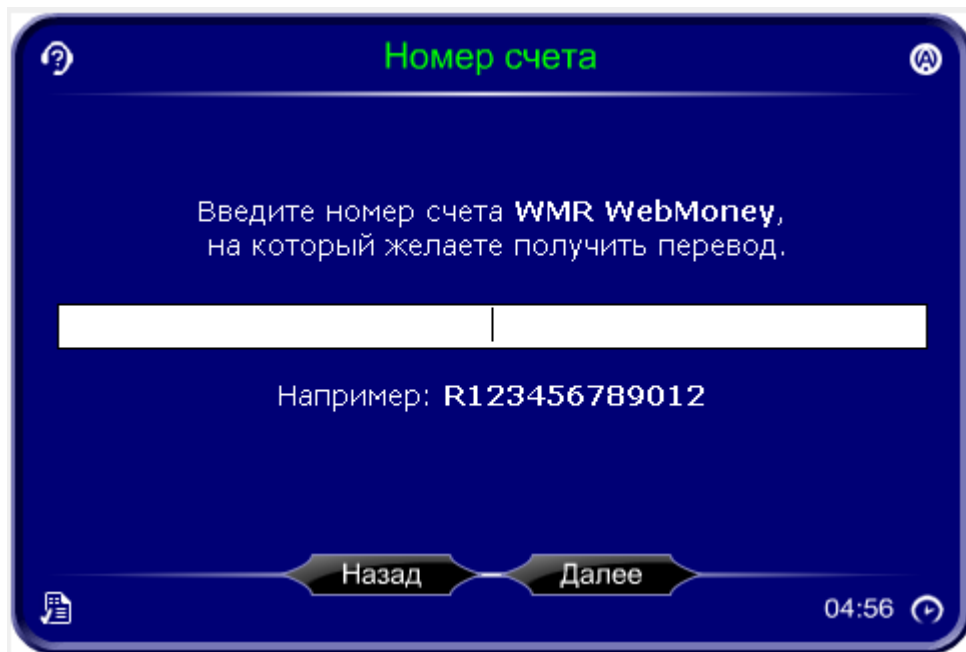 Номер счета
Введите номер счета WMR WebMoney,
на который желаете получить перевод.
Например: R123456789012
Назад Далее
04:56